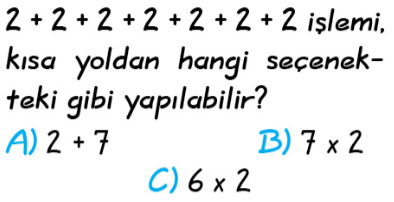 2 + 2 + 2 + 2 + 2 + 2 + 2 işlemi,
kısa yoldan hangi seçenek-
teki gibi yapılabilir?
A) 2 + 7 B) 7 x 2
C) 6 x 2